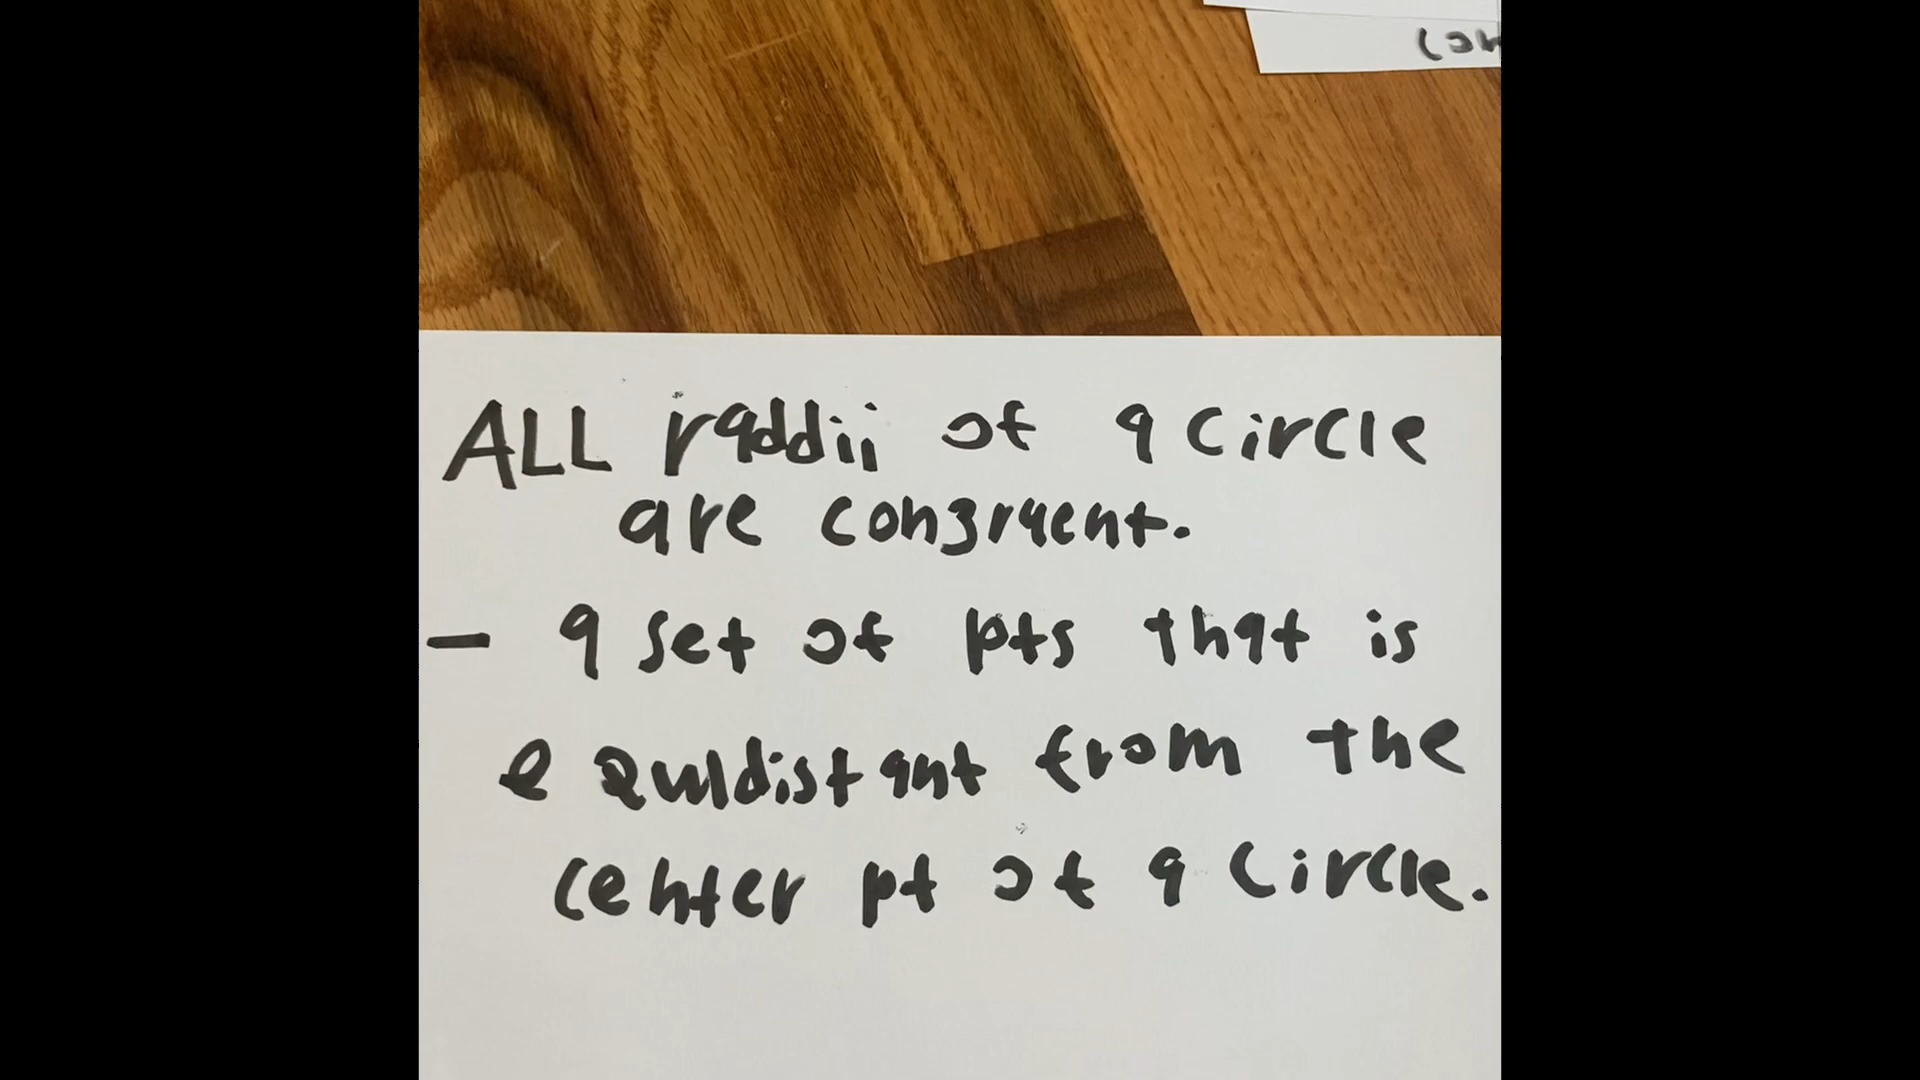 ALL raddii of a circle
are congruent.
- a set of pts that is
equidistant from the
center pt of a circle.